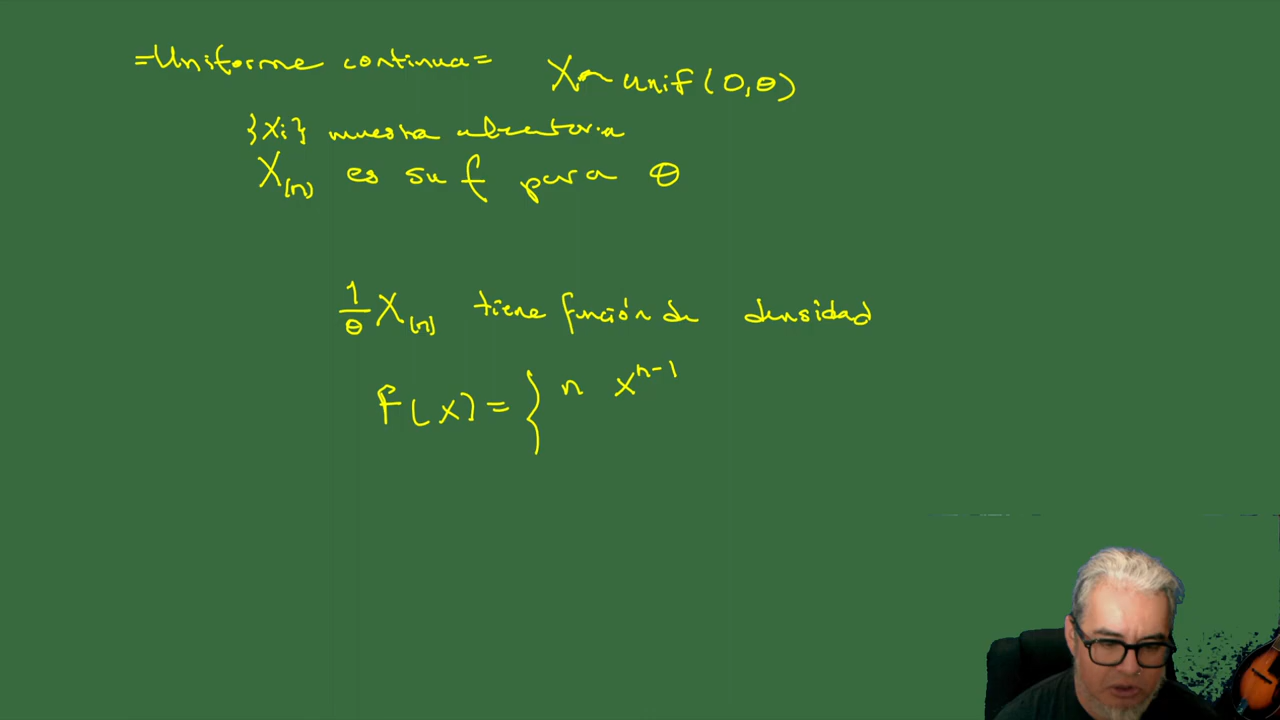 =Uniforme continua= X~unif(0,θ)
{Xi} muestra aleatoria
X(n) es suf para θ
1/θ X(n) tiene función de densidad
f(x)={ n x^n-1